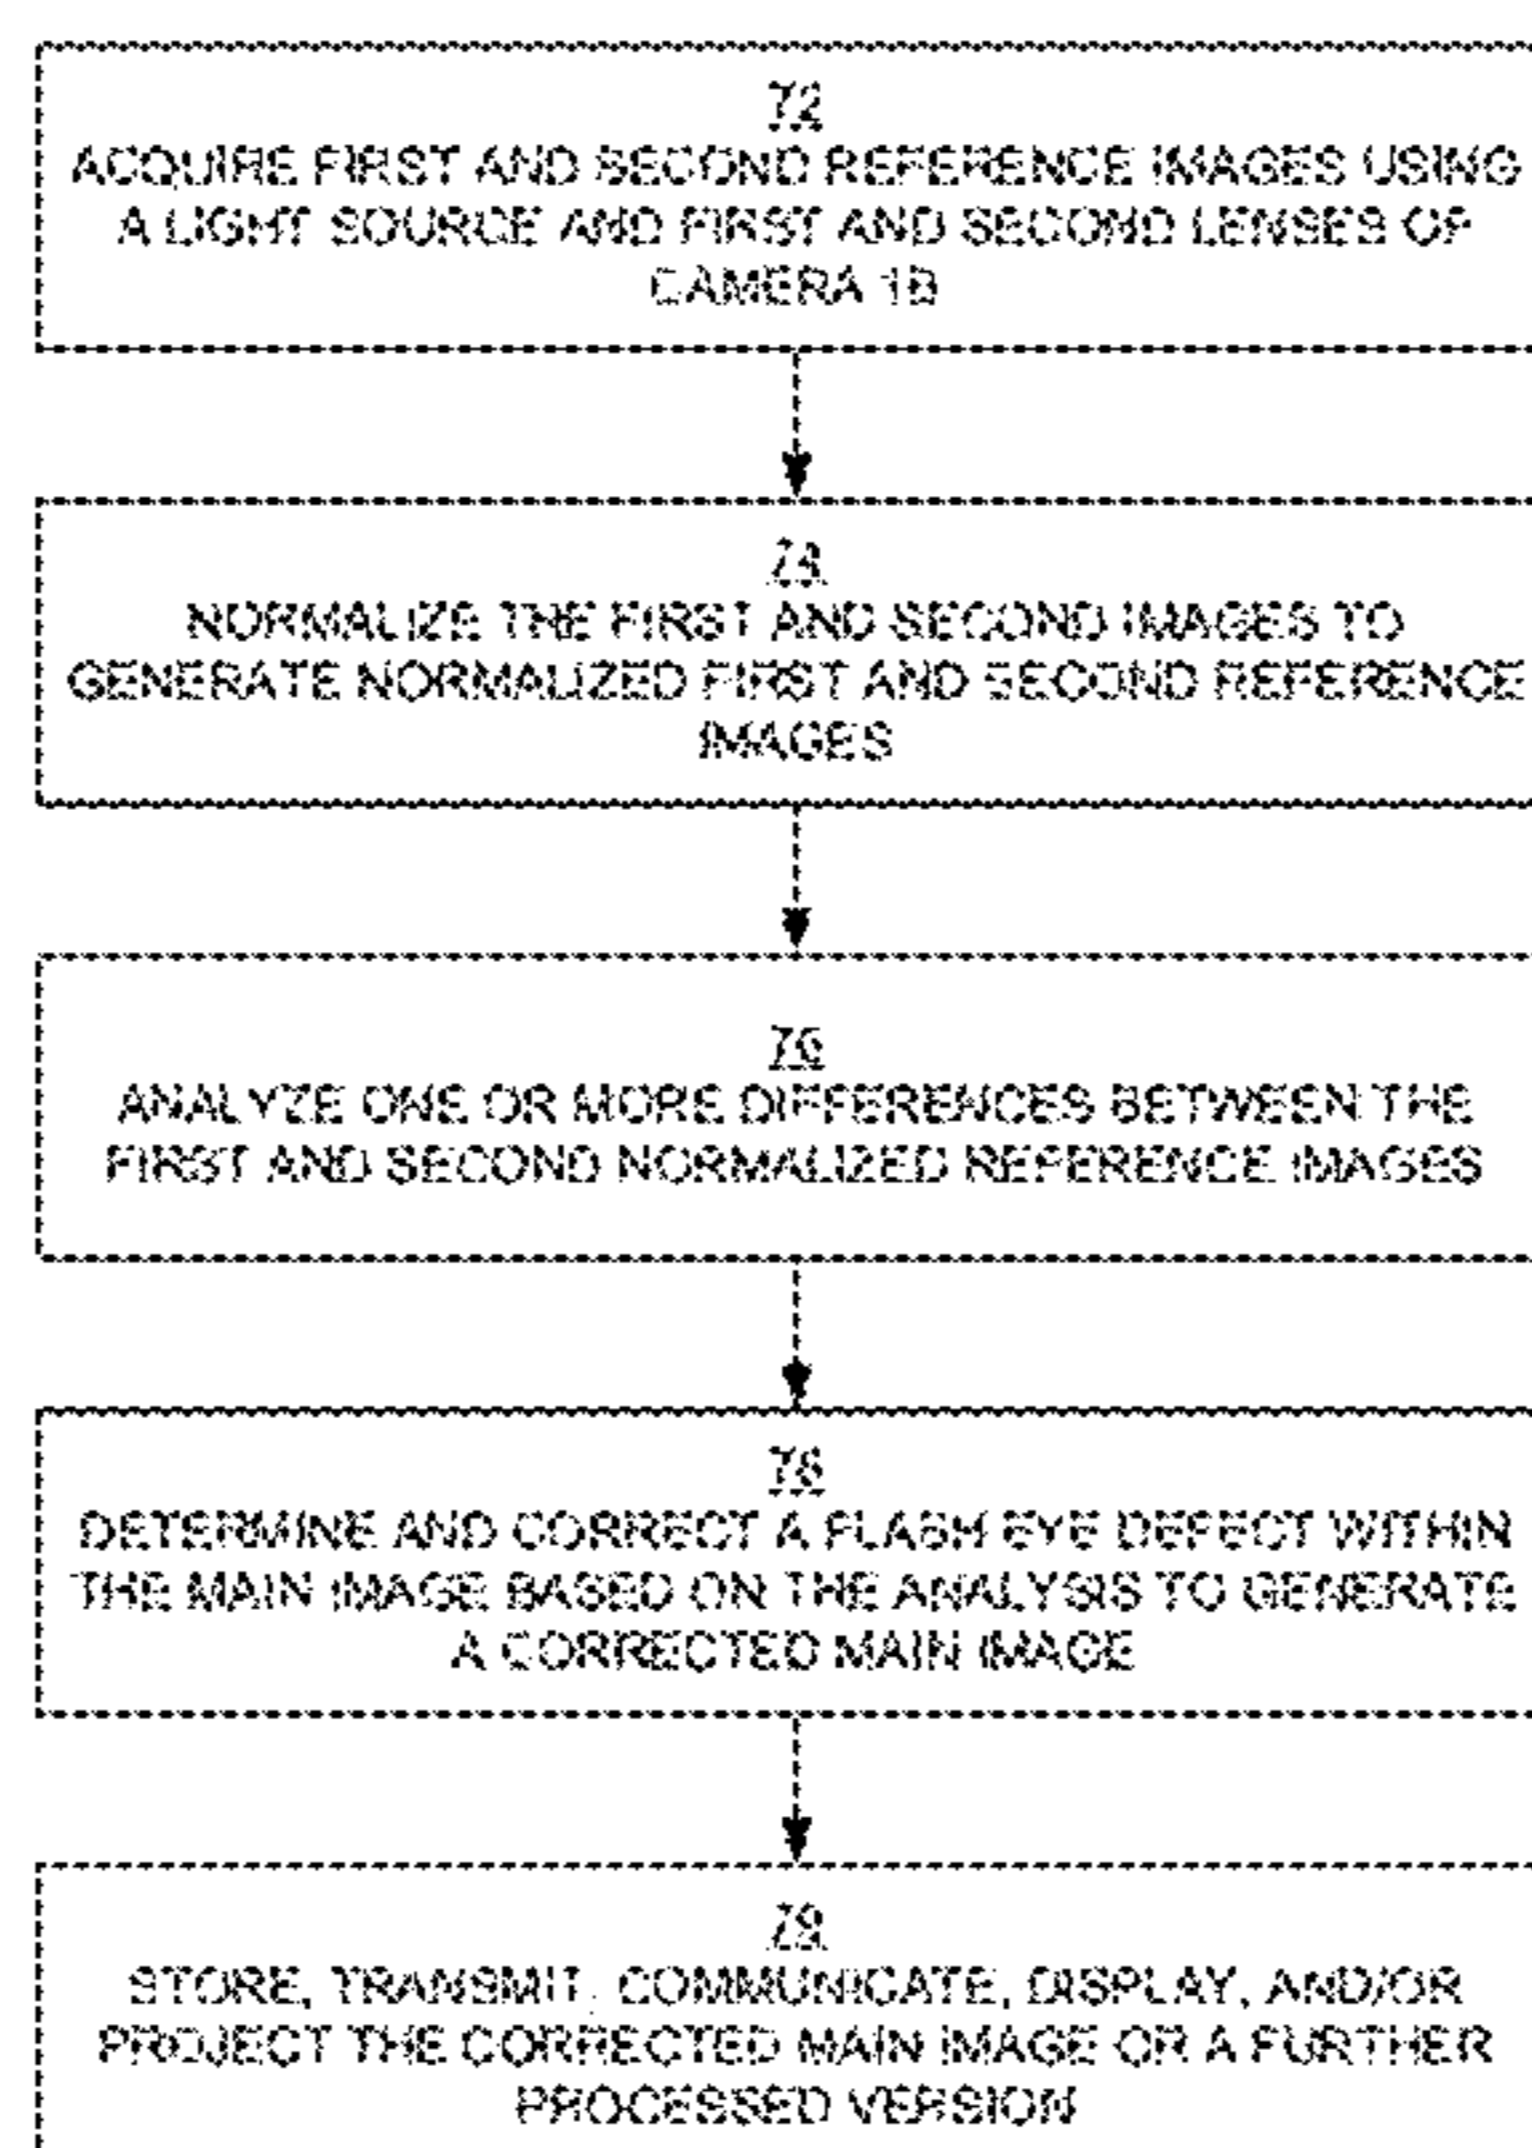 72
ACQUIRE FIRST AND SECOND REFERENCE IMAGES USING
A LIGHT SOURCE AND FIRST AND SECOND LENSES OF
CAMERA 1B
74
NORMALIZE THE FIRST AND SECOND IMAGES TO
GENERATE NORMALIZED FIRST AND SECOND REFERENCE
IMAGES
76
ANALYZE ONE OR MORE DIFFERENCES BETWEEN THE
FIRST AND SECOND NORMALIZED REFERENCE IMAGES
78
DETERMINE AND CORRECT A FLASH EYE DEFECT WITHIN
THE MAIN IMAGE BASED ON THE ANALYSIS TO GENERATE
A CORRECTED MAIN IMAGE
79
STORE, TRANSMIT, COMMUNICATE, DISPLAY, AND/OR
PROJECT THE CORRECTED MAIN IMAGE OR A FURTHER
PROCESSED VERSION